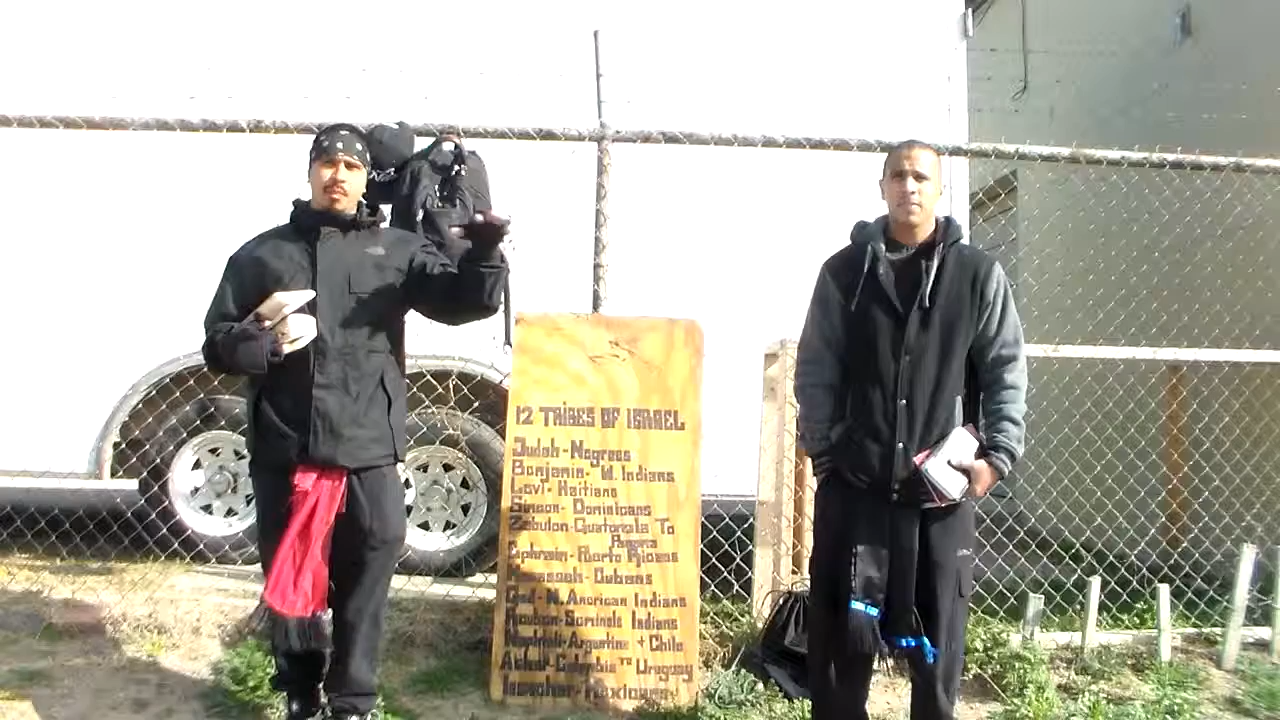 12 TRIBES OF ISRAEL
Judah - Negroes
Benjamin - W. Indians
Levi - Haitians
Simeon - Dominicans
Zebulon - Guatemala To
Panama
Ephraim - Puerto Ricans
Manasseh - Cubans
Gad - N. American Indians
Reuben - Seminole Indians
Naphtali - Argentina + Chile
Asher - Colombia To Uruguay
Issachar - Mexicans